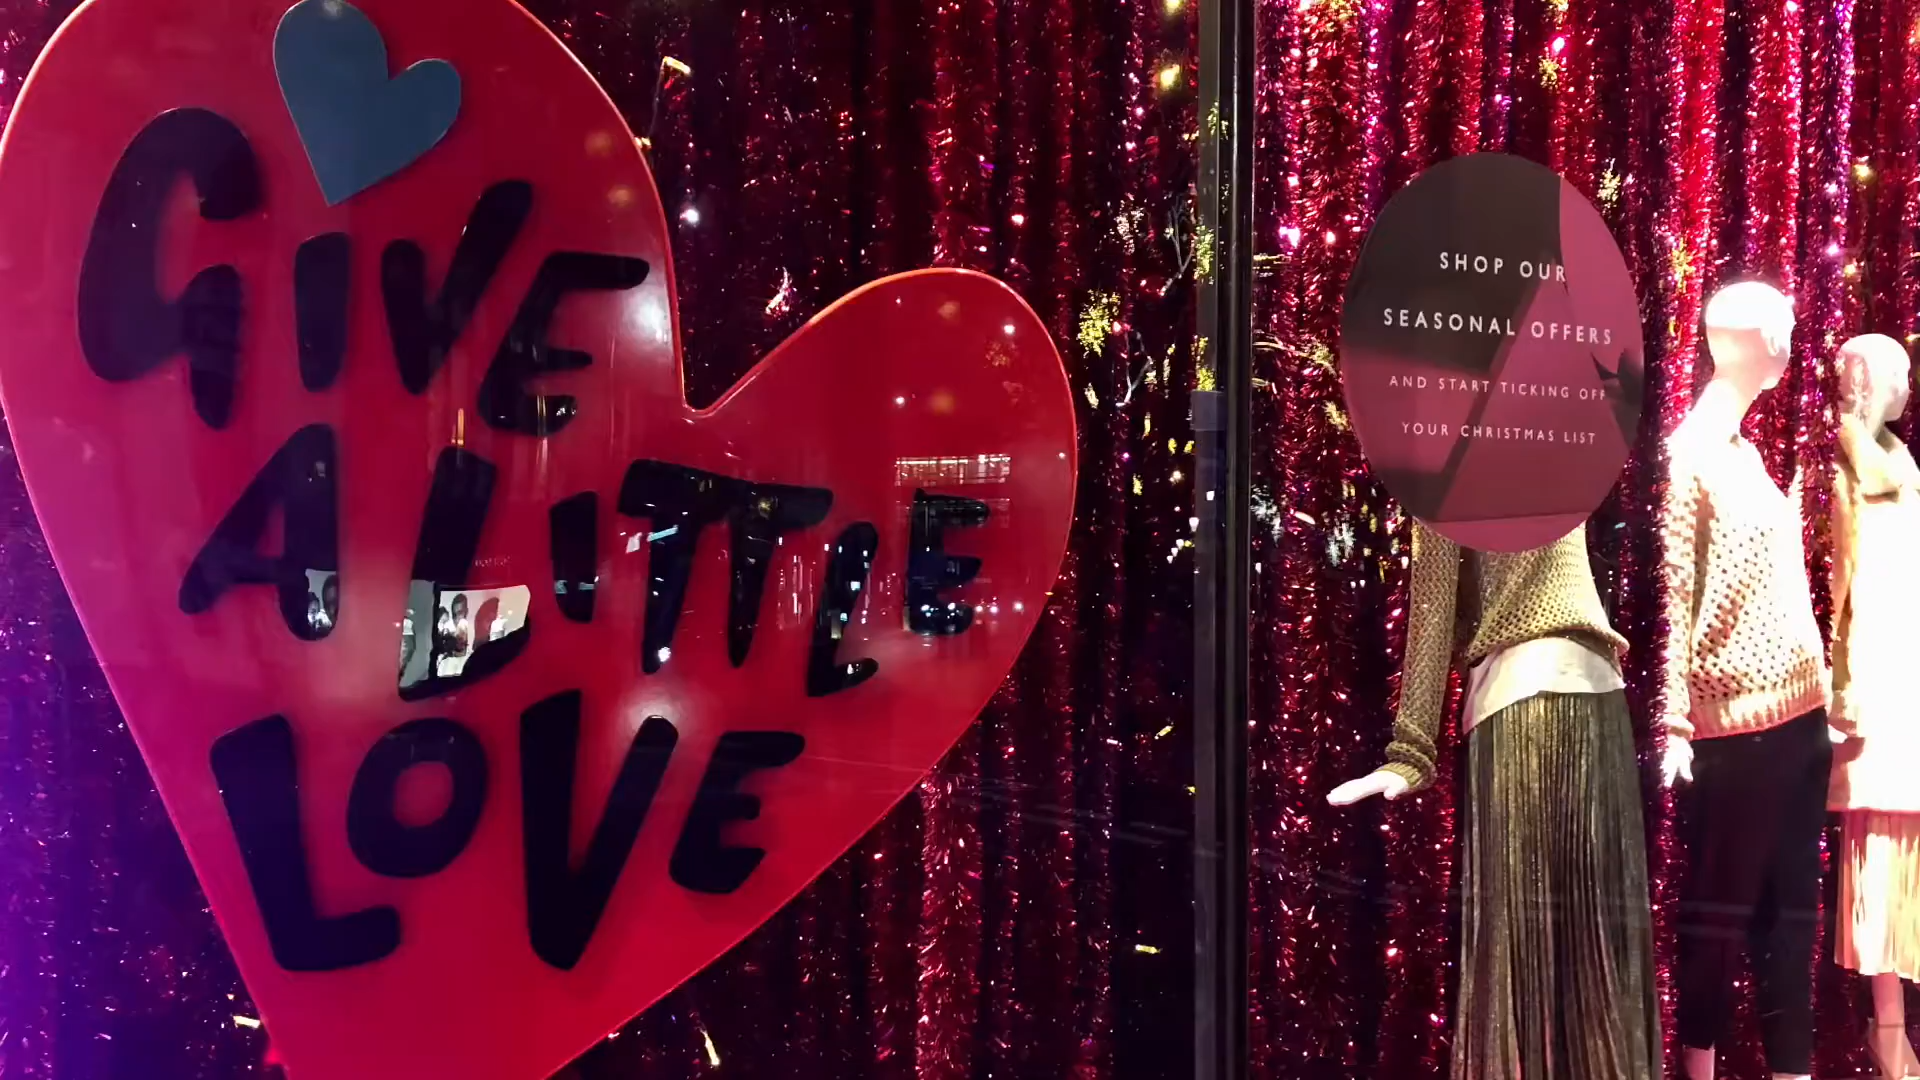 GIVE
A LITTLE
LOVE
SHOP OUR
SEASONAL OFFERS
AND START TICKING OFF
YOUR CHRISTMAS LIST